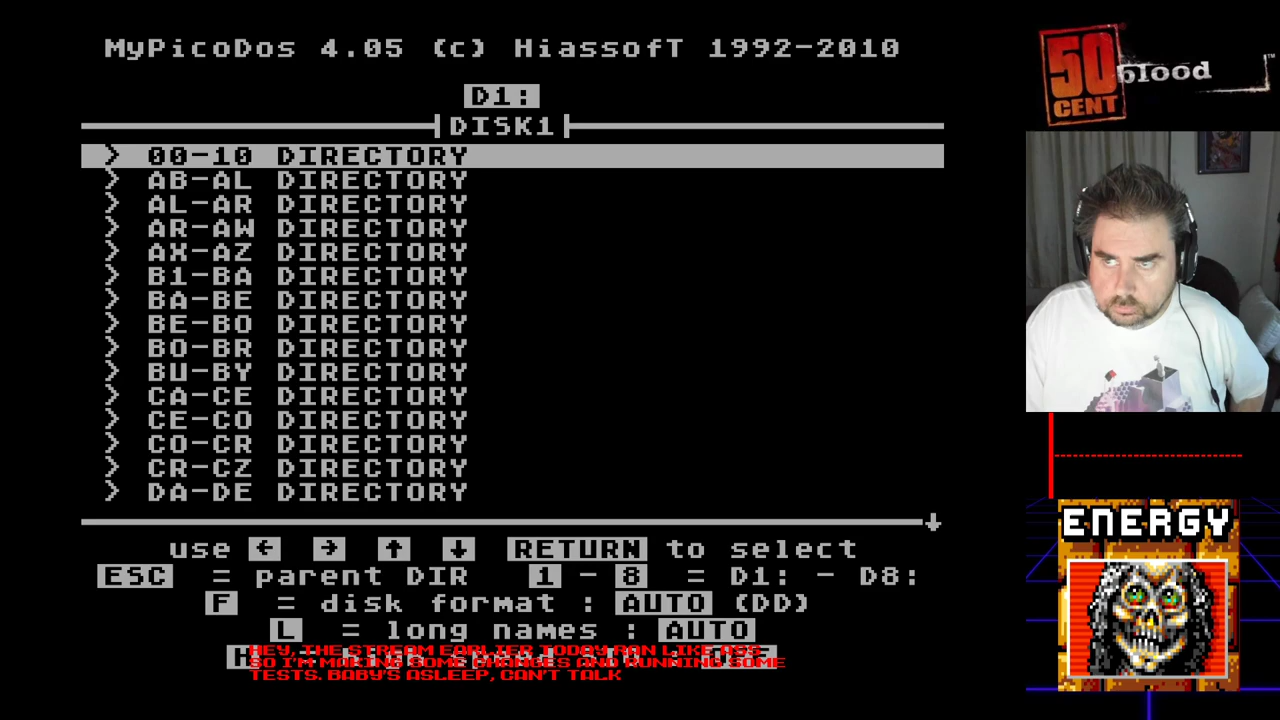 MyPicoDos 4.05 (c) HiassofT 1992-2010
D1:
DISK1
> 00-10 DIRECTORY
> AB-AL DIRECTORY
> AL-AR DIRECTORY
> AR-AW DIRECTORY
> AX-AZ DIRECTORY
> B1-BA DIRECTORY
> BA-BE DIRECTORY
> BE-BO DIRECTORY
> BO-BR DIRECTORY
> BU-BY DIRECTORY
> CA-CE DIRECTORY
> CE-CO DIRECTORY
> CO-CR DIRECTORY
> CR-CZ DIRECTORY
> DA-DE DIRECTORY
use ← → ↑ ↓ RETURN to select
ESC = parent DIR 1 - 8 = D1: - D8:
F = disk format : AUTO (DD)
L = long names : AUTO
HEY, THE STREAM EARLIER TODAY RAN LIKE ASS
SO I'M MAKING SOME CHANGES AND RUNNING SOME
TESTS. BABY'S ASLEEP, CAN'T TALK
50
CENT
blood
ENERGY